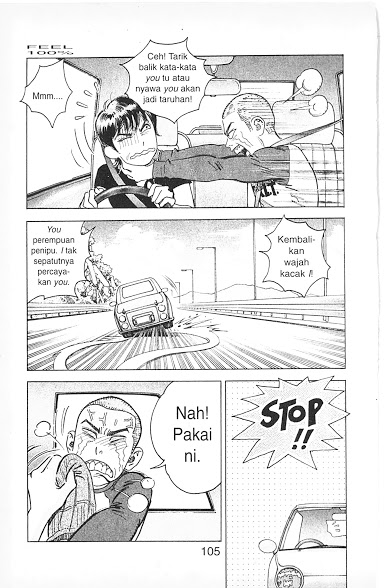 FEEL
100%
Mmm....
Ceh! Tarik
balik kata-kata
you tu atau
nyawa you akan
jadi taruhan!
You
perempuan
penipu. I tak
sepatutnya
percaya-
kan you.
Kembali-
kan
wajah
kacak I!
Nah!
Pakai
ni.
STOP
!!
105